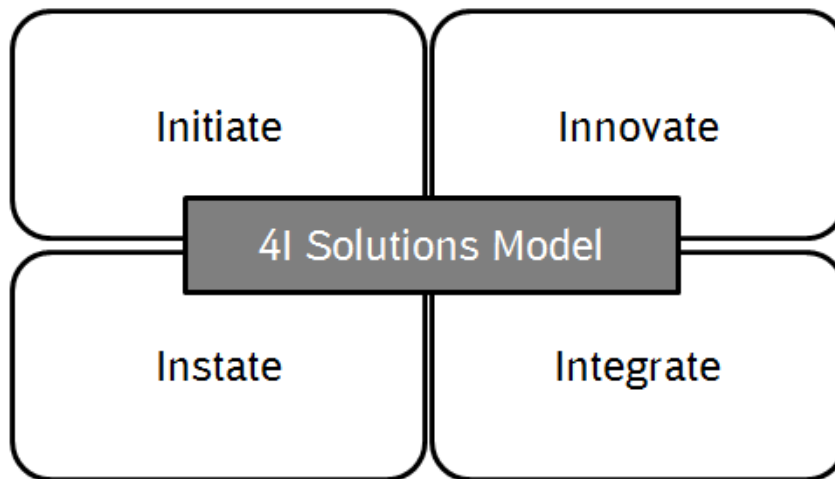 Initiate
Innovate
4I Solutions Model
Instate
Integrate